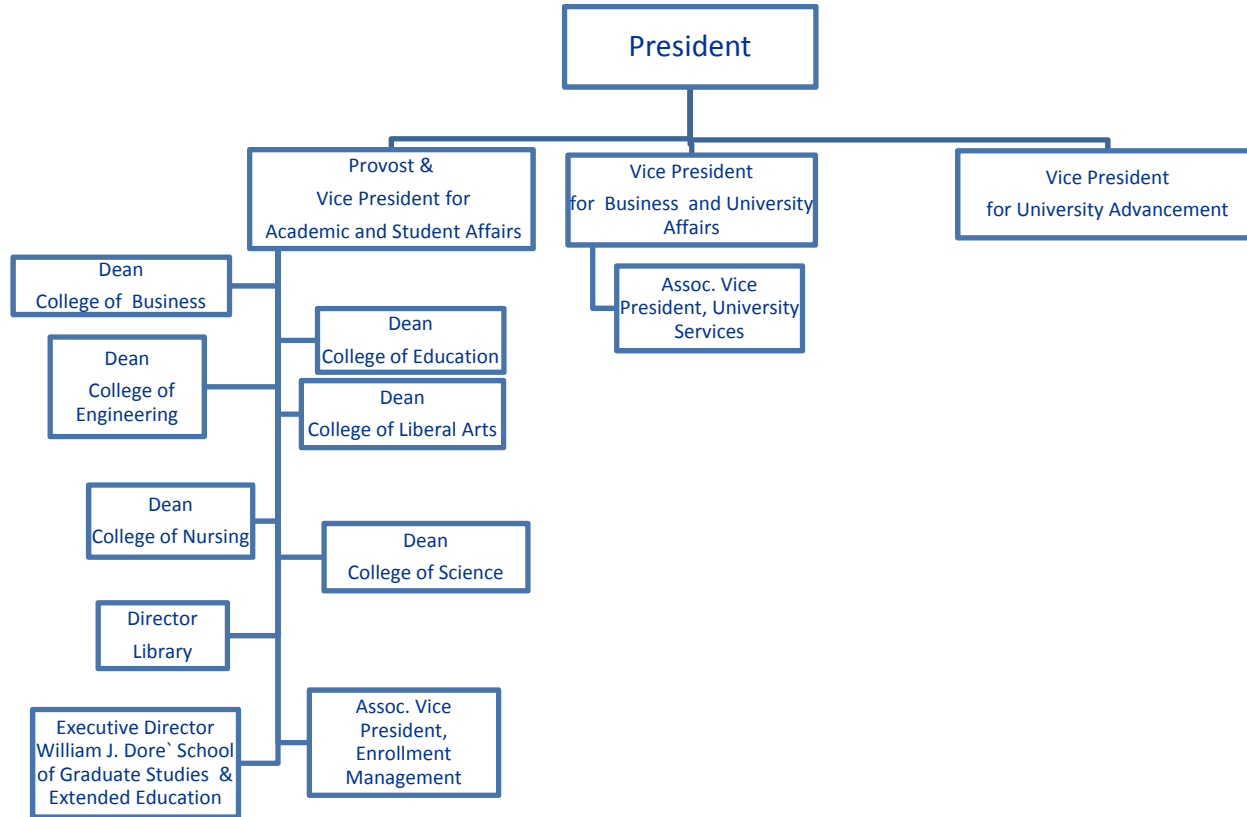 President
Provost &
Vice President for
Academic and Student Affairs
Vice President
for Business and University
Affairs
Vice President
for University Advancement
Dean
College of Business
Assoc. Vice
President, University
Services
Dean
College of Education
Dean
College of
Engineering
Dean
College of Liberal Arts
Dean
College of Nursing
Dean
College of Science
Director
Library
Assoc. Vice
President,
Enrollment
Management
Executive Director
William J. Dore` School
of Graduate Studies &
Extended Education